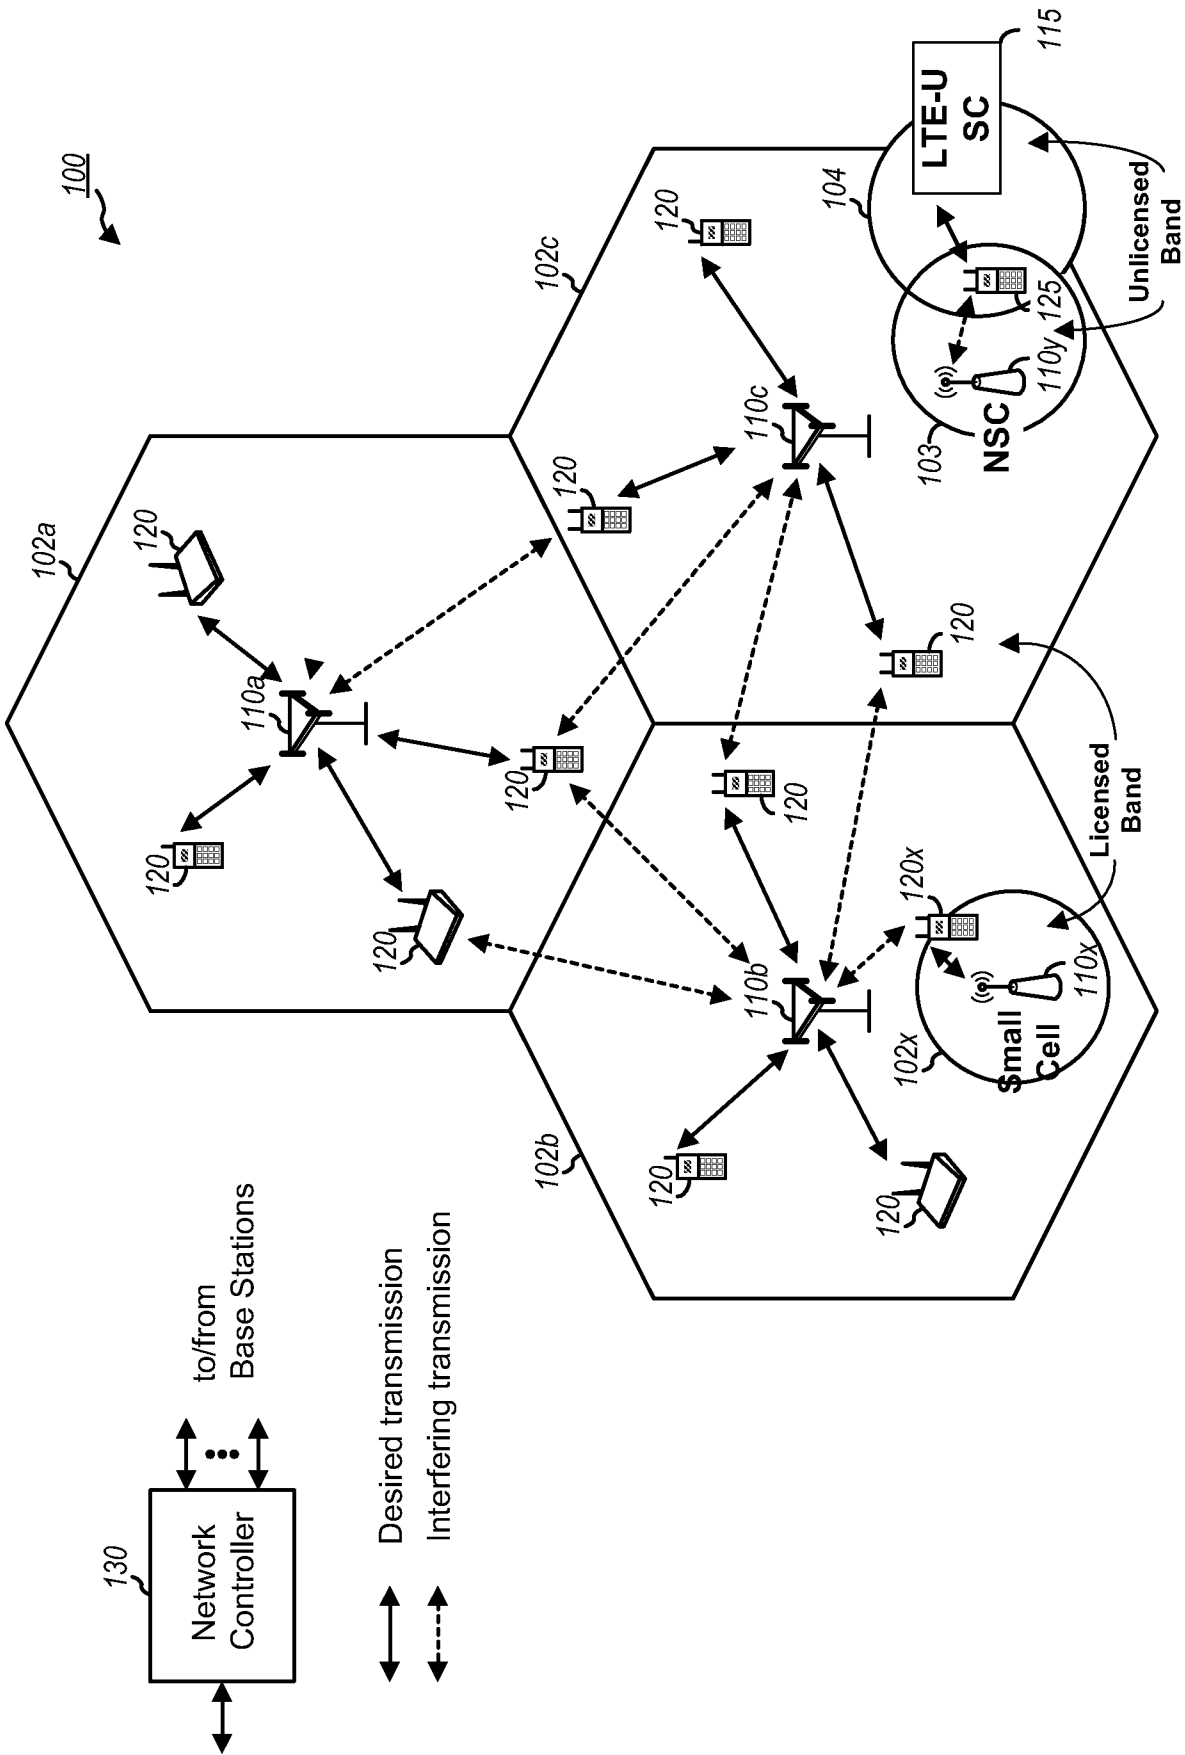 100
130
Network
Controller
to/from
Base Stations
Desired transmission
Interfering transmission
102a
120
120
110a
120
120
102b
120
110b
120
120
120x
102x
Small
Cell
110x
Licensed
Band
102c
120
120
110c
120
103
NSC
110y
125
104
LTE-U
SC
115
Unlicensed
Band
120